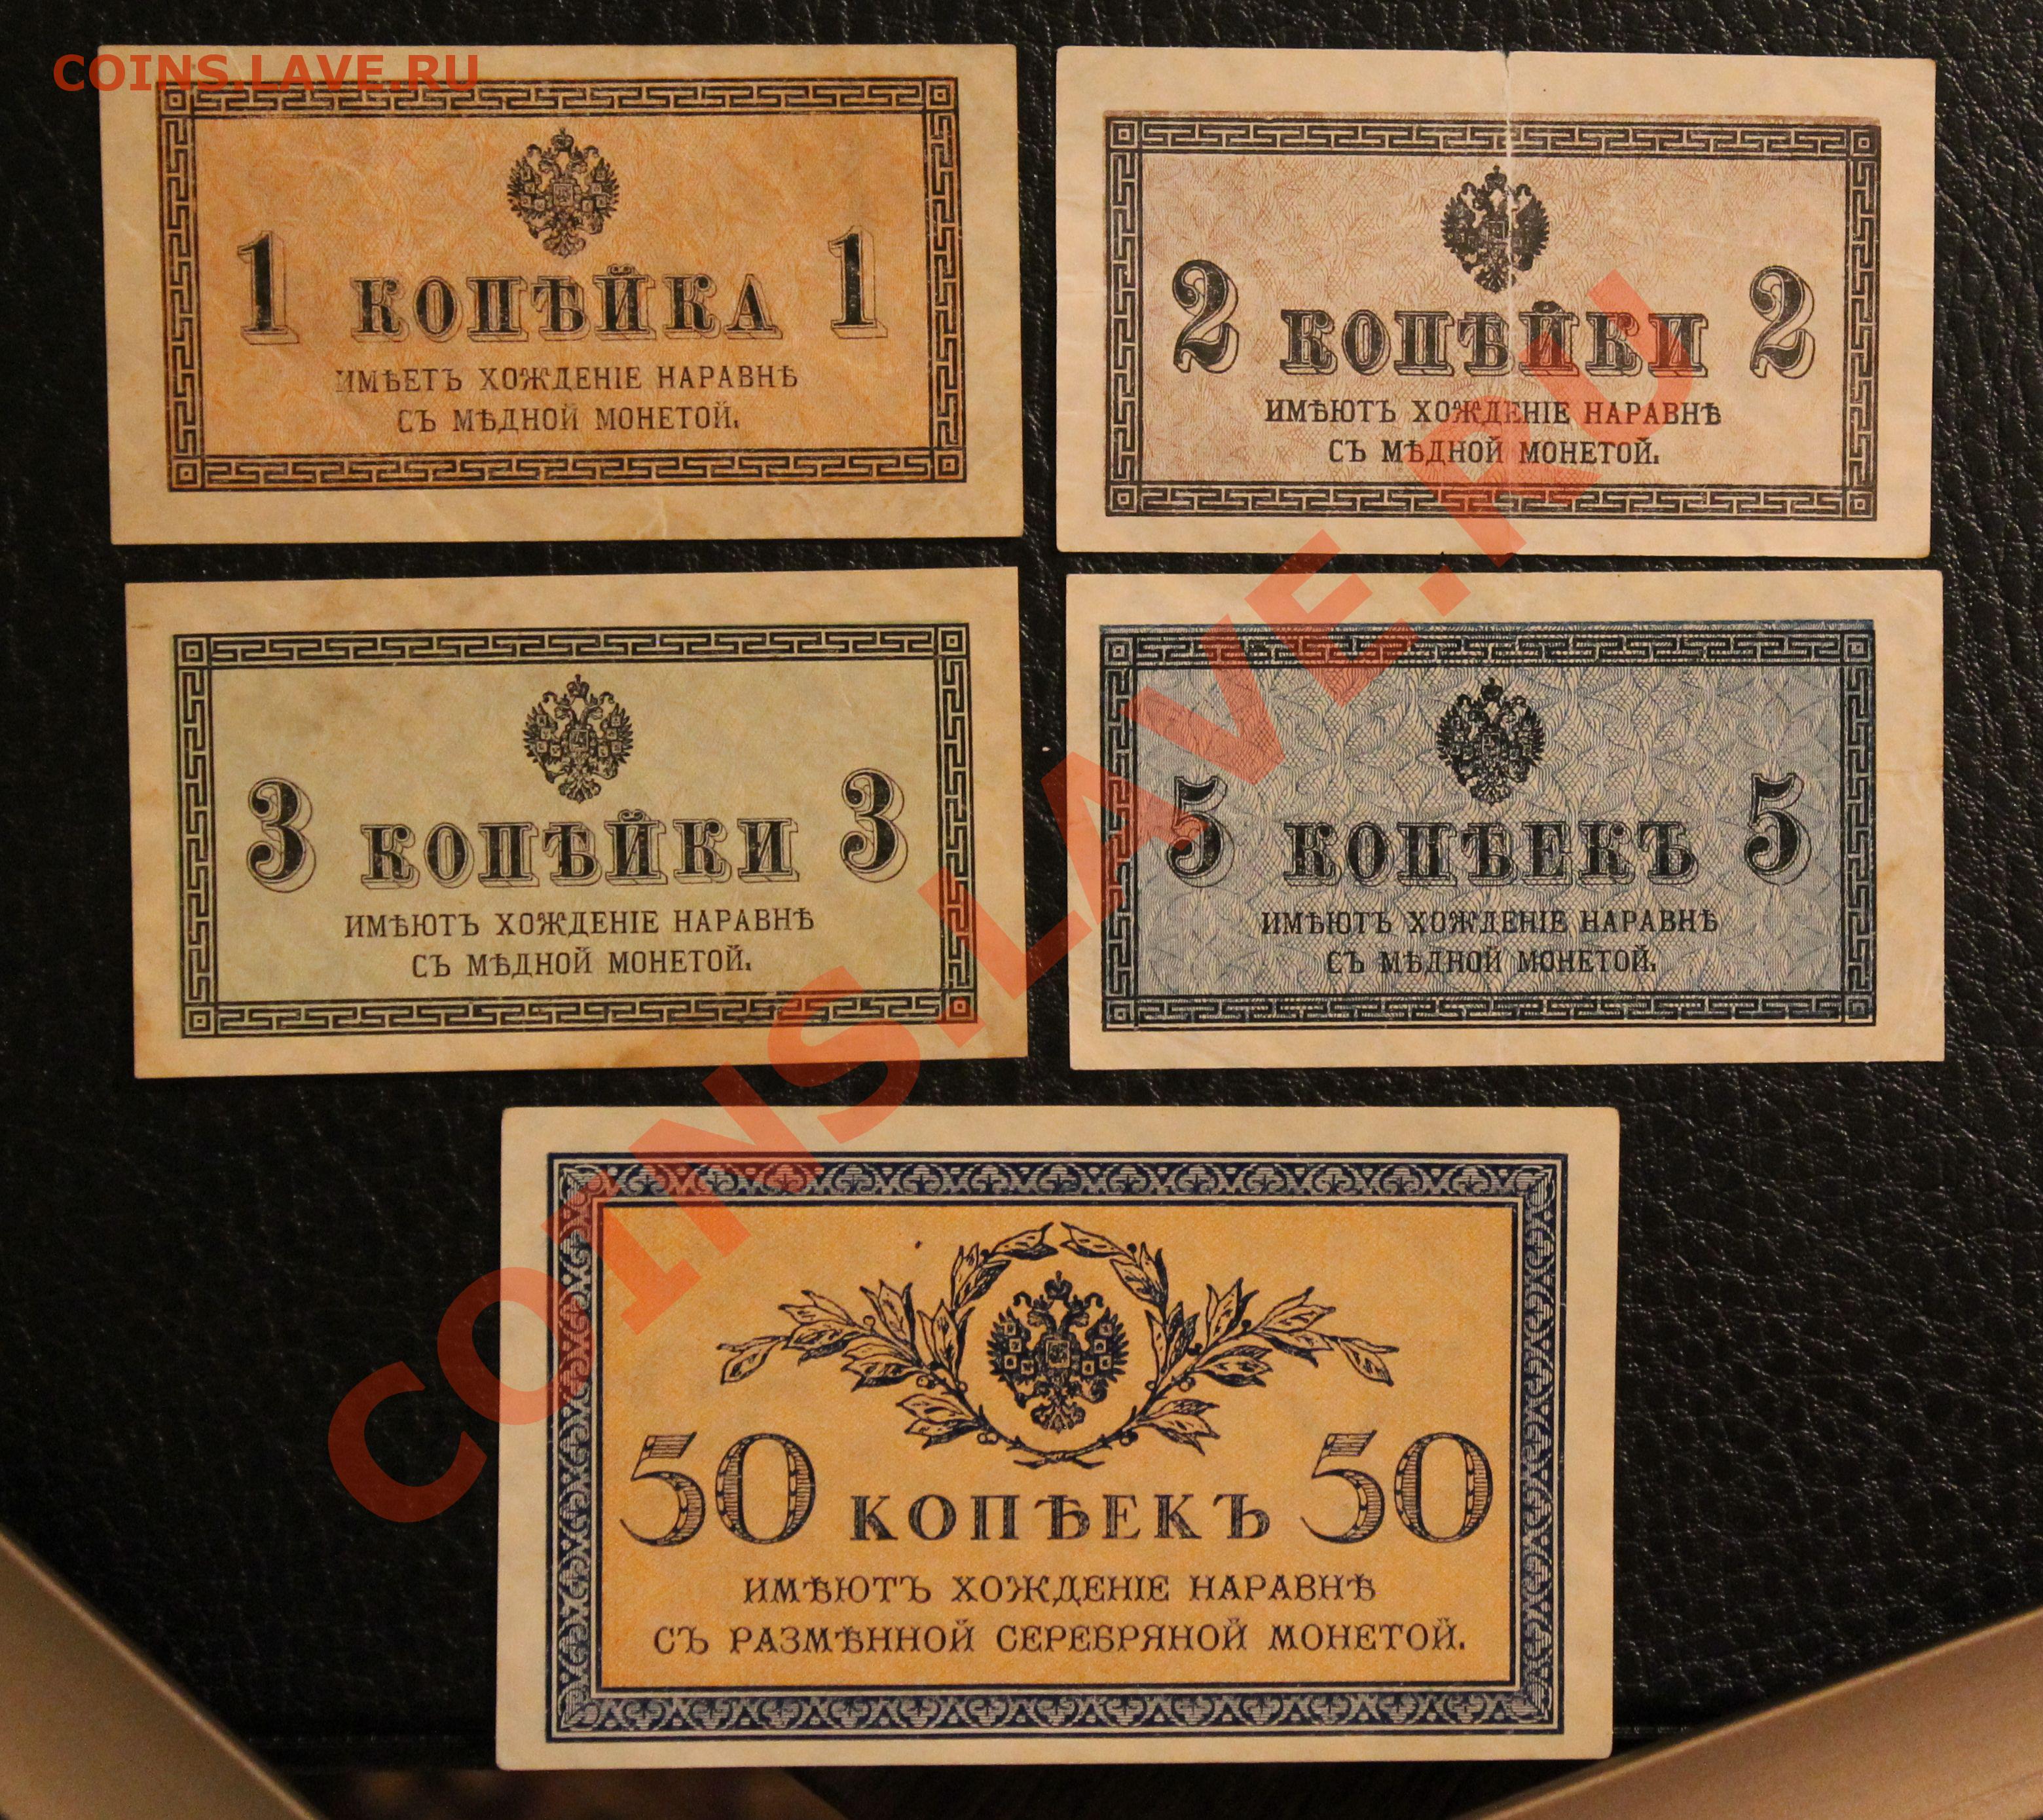 COINS.LAVE.RU
1 КОПѢЙКА 1
ИМѢЕТЪ ХОЖДЕНІЕ НАРАВНѢ
СЪ МѢДНОЙ МОНЕТОЙ.
2 КОПѢЙКИ 2
ИМѢЮТЪ ХОЖДЕНІЕ НАРАВНѢ
СЪ МѢДНОЙ МОНЕТОЙ.
3 КОПѢЙКИ 3
ИМѢЮТЪ ХОЖДЕНІЕ НАРАВНѢ
СЪ МѢДНОЙ МОНЕТОЙ.
5 КОПѢЕКЪ 5
ИМѢЮТЪ ХОЖДЕНІЕ НАРАВНѢ
СЪ МѢДНОЙ МОНЕТОЙ.
50 КОПѢЕКЪ 50
ИМѢЮТЪ ХОЖДЕНІЕ НАРАВНѢ
СЪ РАЗМѢННОЙ СЕРЕБРЯНОЙ МОНЕТОЙ.
COINS.LAVE.RU